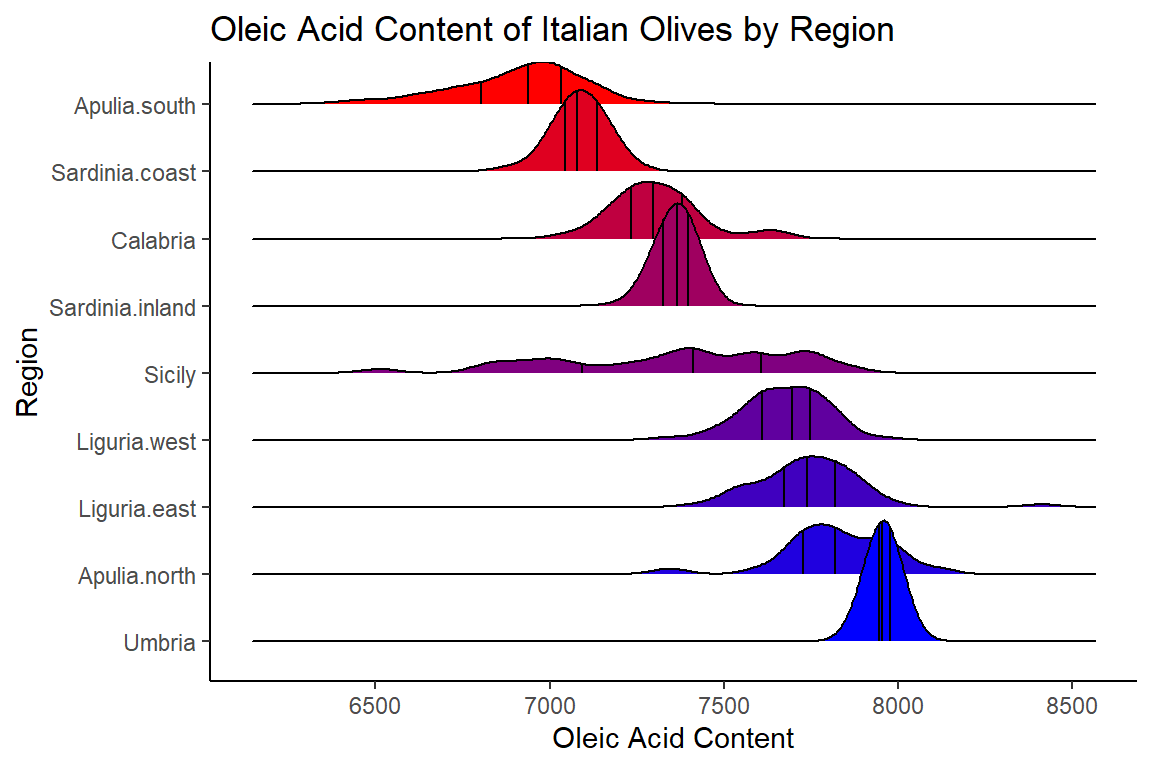 Oleic Acid Content of Italian Olives by Region
Region
Apulia.south
Sardinia.coast
Calabria
Sardinia.inland
Sicily
Liguria.west
Liguria.east
Apulia.north
Umbria
6500 7000 7500 8000 8500
Oleic Acid Content